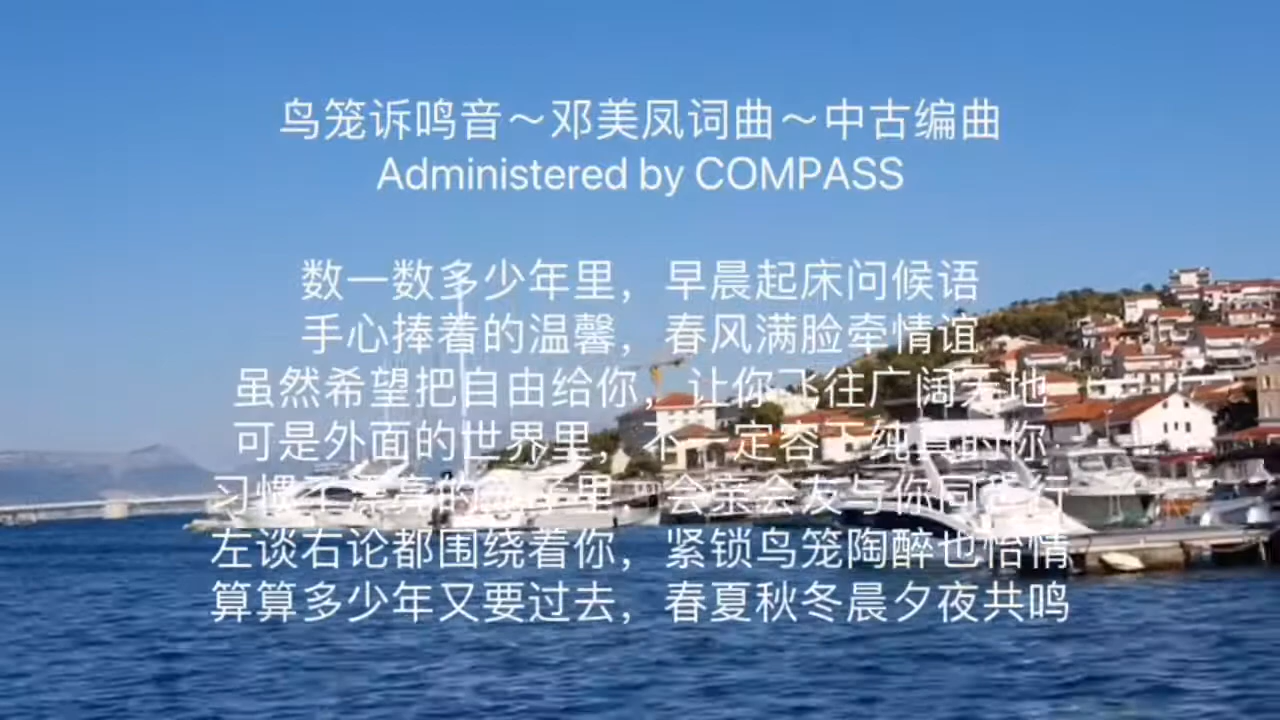 鸟笼诉鸣音～邓美凤词曲～中古编曲
Administered by COMPASS
数一数多少年里，早晨起床问候语
手心捧着的温馨，春风满脸牵情谊
虽然希望把自由给你，让你飞往广阔天地
可是外面的世界里，不一定容下纯真的你
习惯了 的 子里，会亲会友与你同 行
左谈右论都围绕着你，紧锁鸟笼陶醉也怡情
算算多少年又要过去，春夏秋冬晨夕夜共鸣